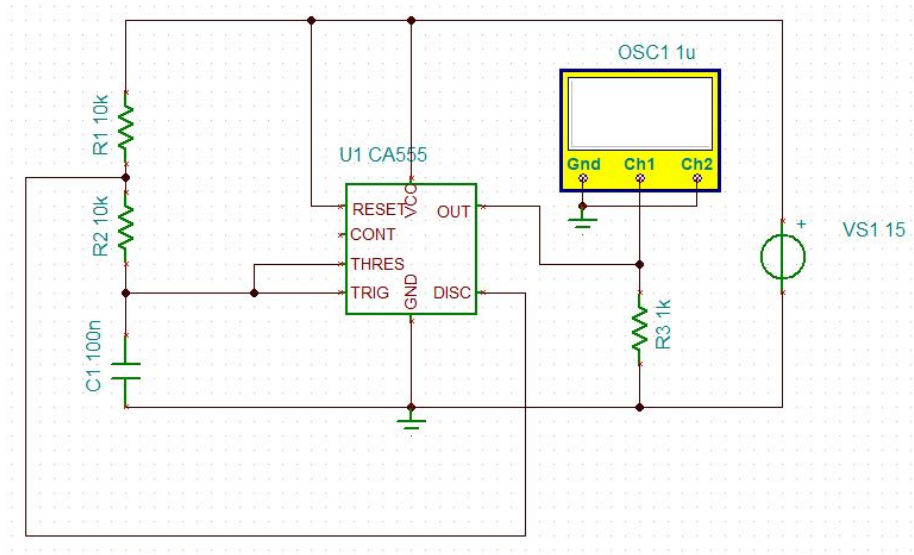 OSC1 1u
R1 10k
U1 CA555
Gnd Ch1 Ch2
RESET
VCC
OUT
R2 10k
CONT
+
VS1 15
THRES
TRIG
GND
DISC
R3 1k
C1 100n